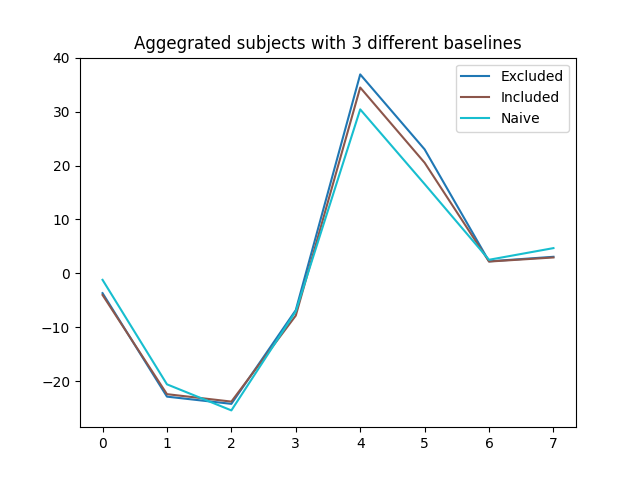 Aggegrated subjects with 3 different baselines
40
30
20
10
0
−10
−20
0 1 2 3 4 5 6 7
Excluded
Included
Naive